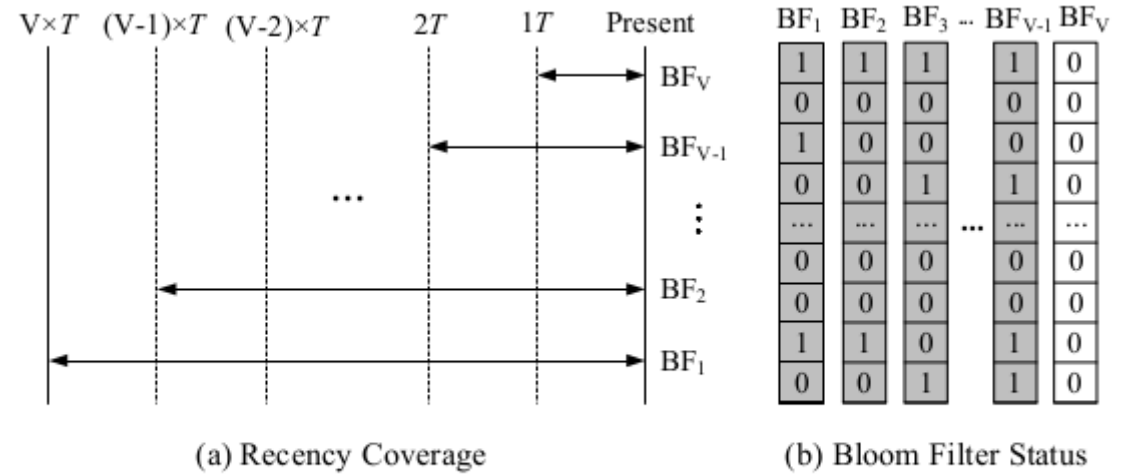 V×T (V-1)×T (V-2)×T 2T 1T Present
BF1 BF2 BF3 ... BFV-1 BFV
BFV
BFV-1
...
...
BF2
BF1
1 1 1 1 0
0 0 0 0 0
1 0 0 0 0
0 0 1 1 0
... ... ... ... ... ...
0 0 0 0 0
0 0 0 0 0
1 1 0 1 0
0 0 1 1 0
(a) Recency Coverage
(b) Bloom Filter Status